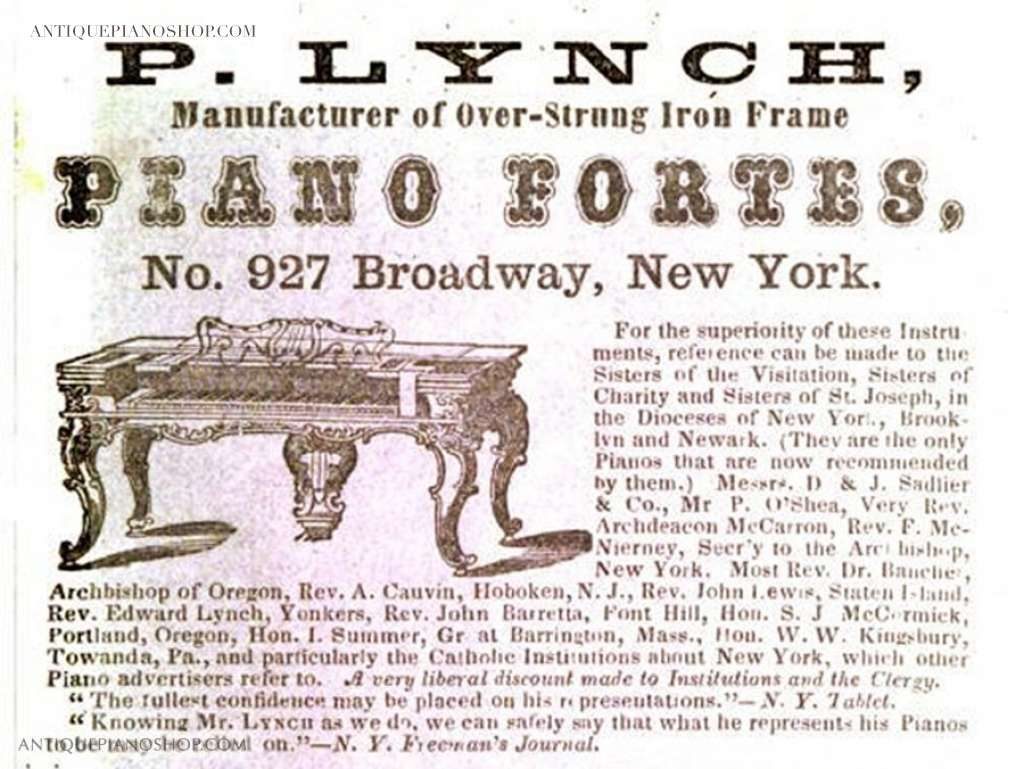 ANTIQUEPIANOSHOP.COM
P. LYNCH,
Manufacturer of Over-Strung Iron Frame
PIANO FORTES,
No. 927 Broadway, New York.
For the superiority of these Instru-
ments, reference can be made to the
Sisters of the Visitation, Sisters of
Charity and Sisters of St. Joseph, in
the Dioceses of New York, Brook-
lyn and Newark. (They are the only
Pianos that are now recommended
by them.) Messrs. D & J. Sadlier
& Co., Mr P. O'Shea, Very Rev.
Archdeacon McCarron, Rev. F. Mc-
Nierney, Secr'y to the Archbishop,
New York. Most Rev. Dr.
Archbishop of Oregon, Rev. A. Cauvin, Hoboken, N. J., Rev. John Lewis, Staten Island,
Rev. Edward Lynch, Yonkers, Rev. John Barretta, Font Hill, Hon. S. J McCormick,
Portland, Oregon, Hon. I. Summer, Gr at Barrington, Mass., Hon. W. W. Kingsbury,
Towanda, Pa., and particularly the Catholic Institutions about New York, which other
Piano advertisers refer to. A very liberal discount made to Institutions and the Clergy.
"The fullest confidence may be placed on his representations."—N. Y. Tablet.
"Knowing Mr. LYNCH as we do, we can safely say that what he represents his Pianos
to be on."—N. Y. Freeman's Journal.
ANTIQUEPIANOSHOP.COM